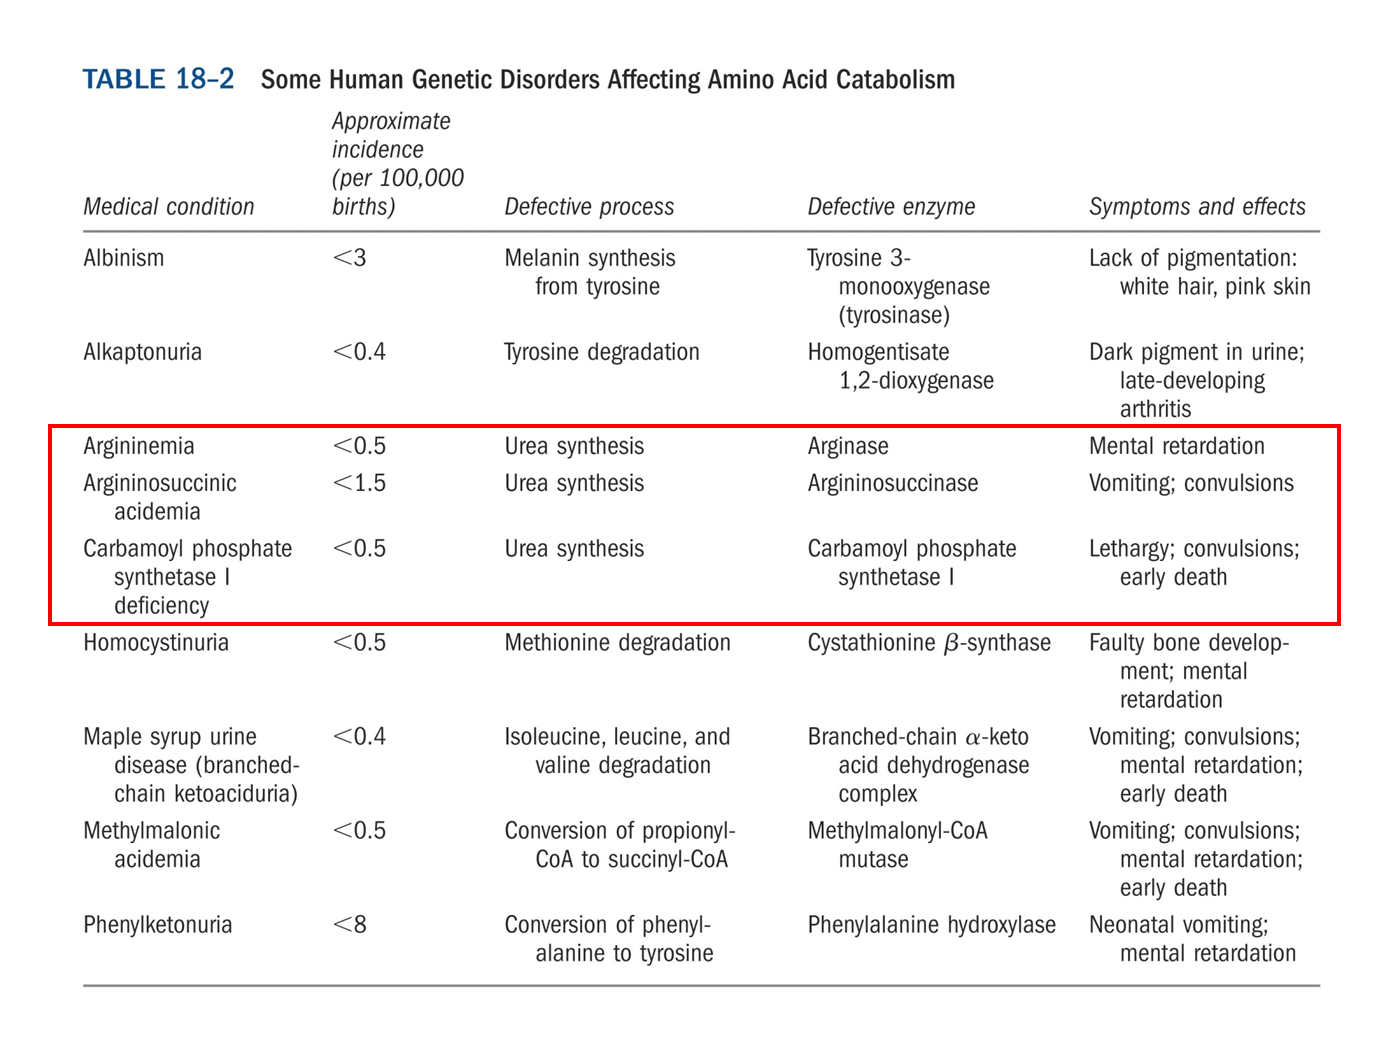 TABLE 18–2 Some Human Genetic Disorders Affecting Amino Acid Catabolism
Approximate
incidence
(per 100,000
Medical condition births) Defective process Defective enzyme Symptoms and effects
Albinism <3 Melanin synthesis Tyrosine 3- Lack of pigmentation:
from tyrosine monooxygenase white hair, pink skin
(tyrosinase)
Alkaptonuria <0.4 Tyrosine degradation Homogentisate Dark pigment in urine;
1,2-dioxygenase late-developing
arthritis
Argininemia <0.5 Urea synthesis Arginase Mental retardation
Argininosuccinic <1.5 Urea synthesis Argininosuccinase Vomiting; convulsions
acidemia
Carbamoyl phosphate <0.5 Urea synthesis Carbamoyl phosphate Lethargy; convulsions;
synthetase I synthetase I early death
deficiency
Homocystinuria <0.5 Methionine degradation Cystathionine β-synthase Faulty bone develop-
ment; mental
retardation
Maple syrup urine <0.4 Isoleucine, leucine, and Branched-chain α-keto Vomiting; convulsions;
disease (branched- valine degradation acid dehydrogenase mental retardation;
chain ketoaciduria) complex early death
Methylmalonic <0.5 Conversion of propionyl- Methylmalonyl-CoA Vomiting; convulsions;
acidemia CoA to succinyl-CoA mutase mental retardation;
early death
Phenylketonuria <8 Conversion of phenyl- Phenylalanine hydroxylase Neonatal vomiting;
alanine to tyrosine mental retardation